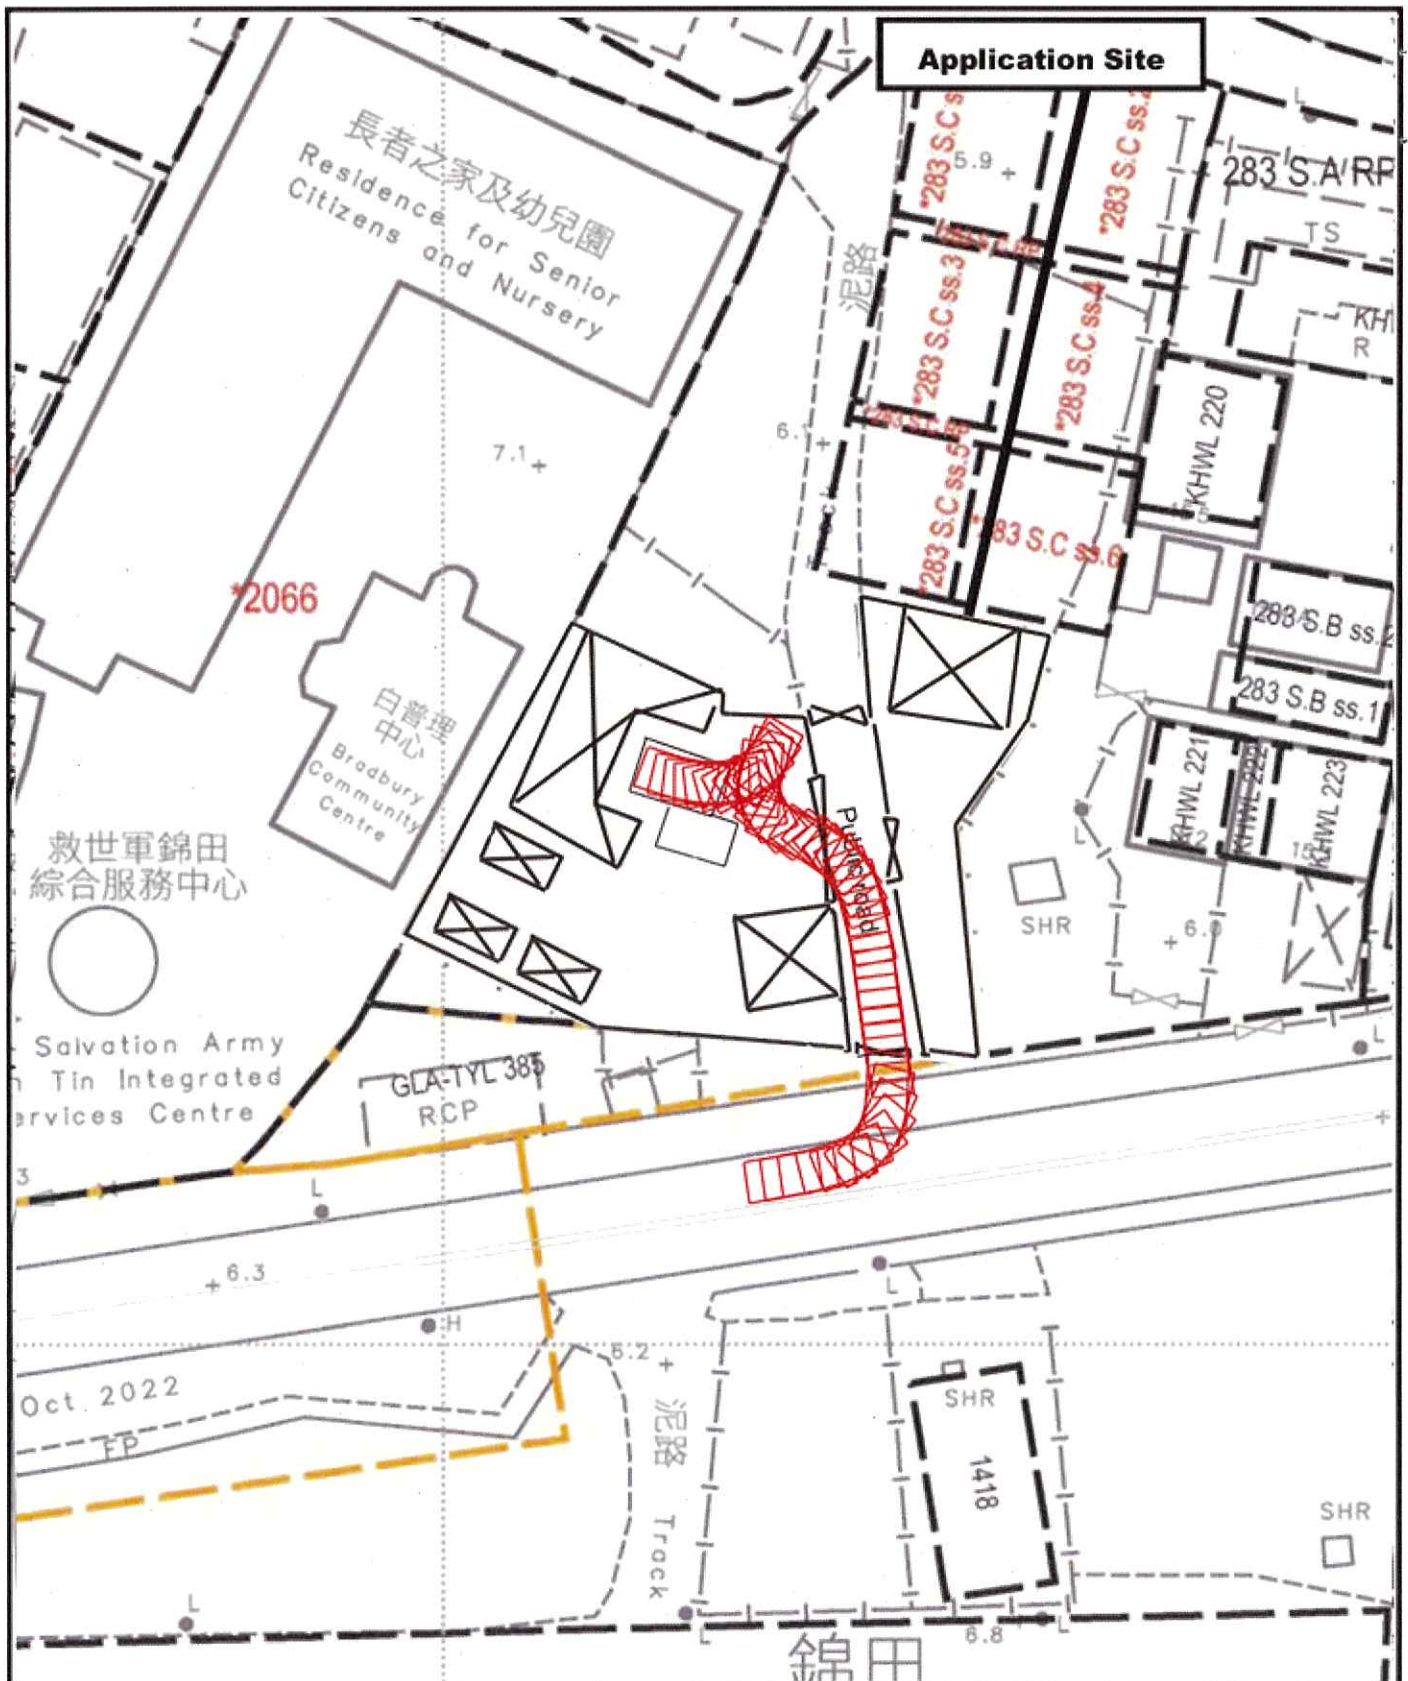 Application Site
長者之家及幼兒園
Residence for Senior
Citizens and Nursery
*283 S.C s
5.9
*283 S.C ss.2
283 S.A RP
L
TS
泥路
*283 S.C ss.3
*283 S.C ss.4
KH
R
KHWL 220
6.1
7.1
*283 S.C ss.5
*283 S.C ss.6
*2066
283 S.B ss.2
283 S.B ss.1
白普理
中心
Bradbury
Community
Centre
KHWL 221
KHWL 222
KHWL 223
L
Public road
救世軍錦田
綜合服務中心
SHR
6.0
Salvation Army
n Tin Integrated
ervices Centre
GLA-TYL 385
RCP
L
3
L
6.3
L
H
6.2
Oct. 2022
FP
泥路
Track
SHR
1418
SHR
L
L
L
6.8
錦田